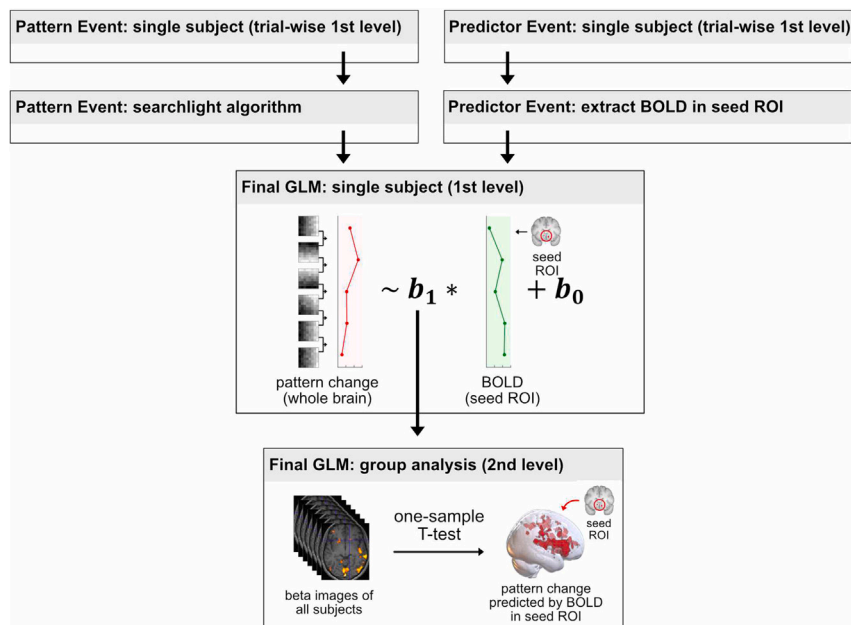 Pattern Event: single subject (trial-wise 1st level)
Predictor Event: single subject (trial-wise 1st level)
Pattern Event: searchlight algorithm
Predictor Event: extract BOLD in seed ROI
Final GLM: single subject (1st level)
seed
ROI
~ b₁ *
+ b₀
pattern change
(whole brain)
BOLD
(seed ROI)
Final GLM: group analysis (2nd level)
one-sample
T-test
seed
ROI
beta images of
all subjects
pattern change
predicted by BOLD
in seed ROI